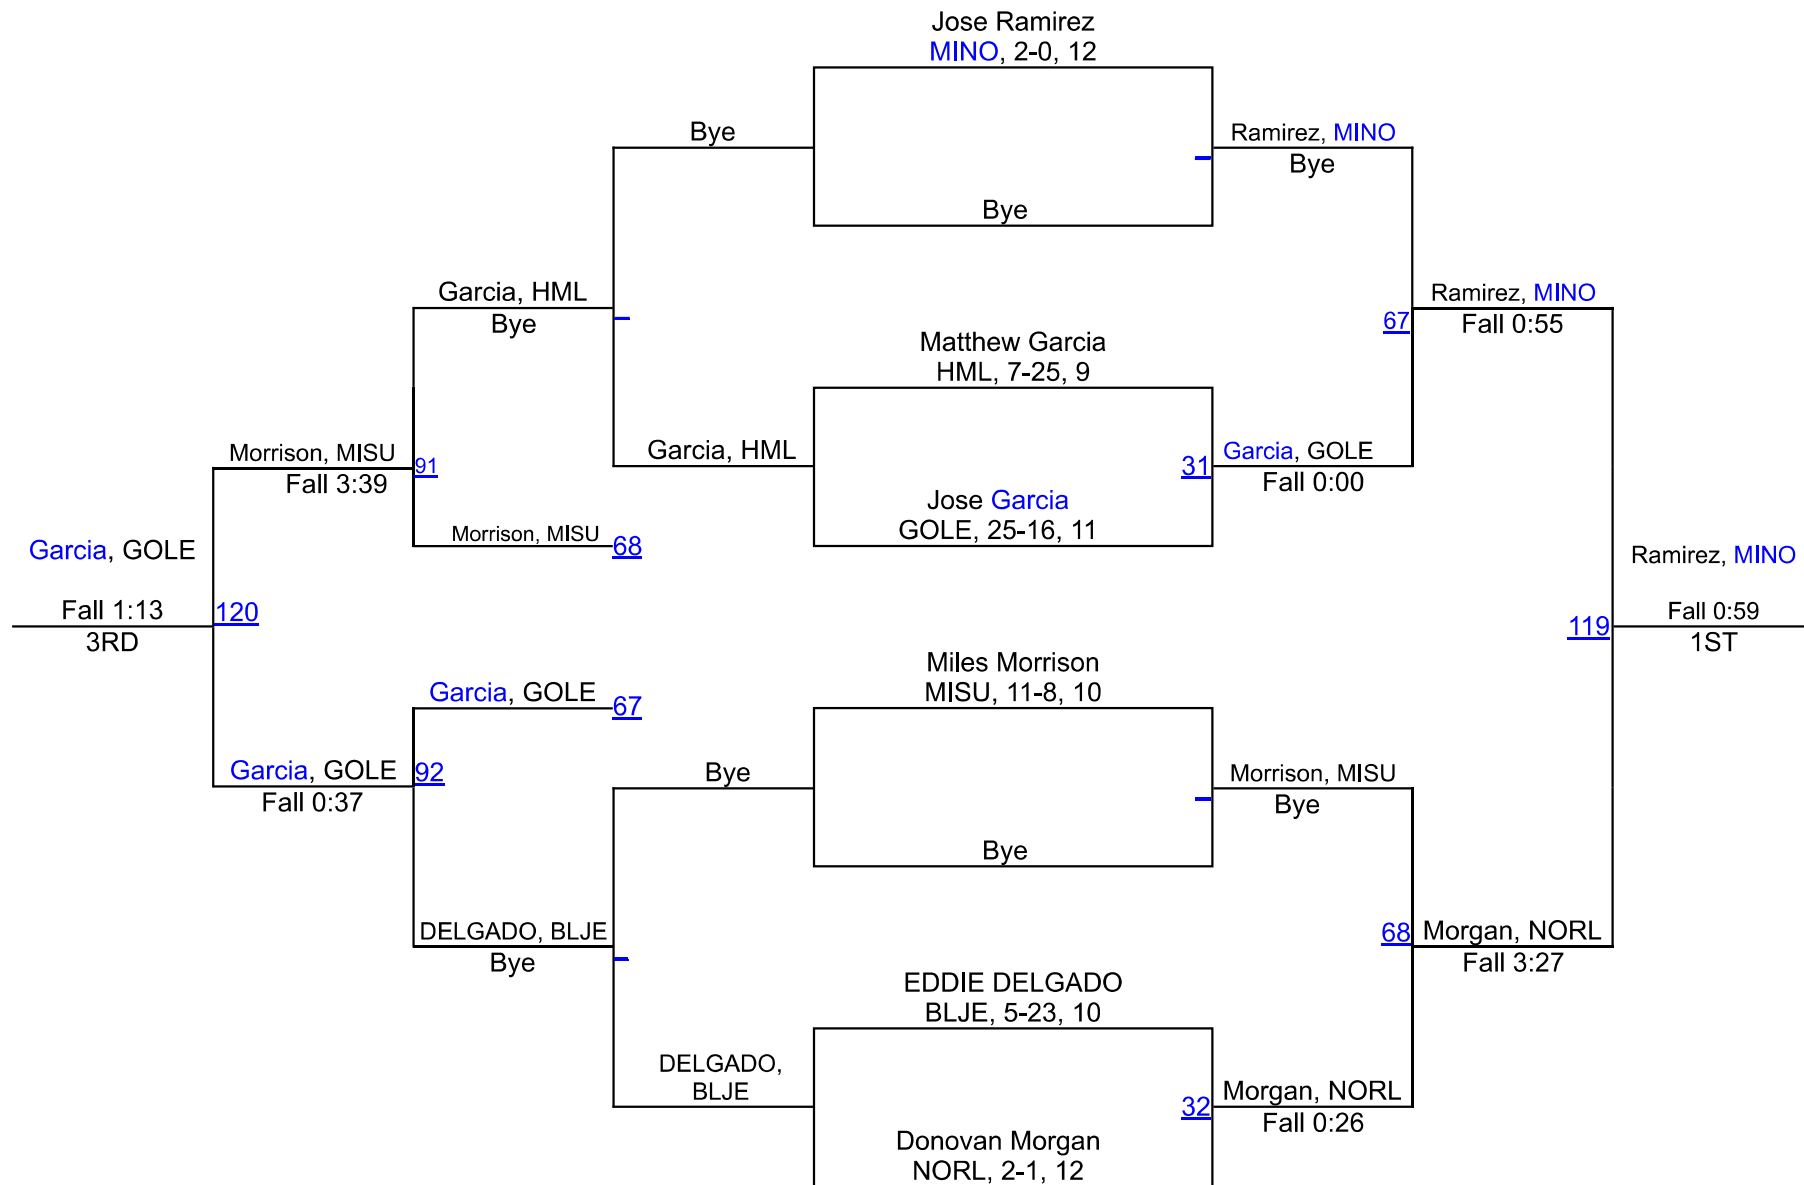 Jose Ramirez
MINO, 2-0, 12
Bye
Ramirez, MINO
Bye
Bye
Garcia, HML
Bye
Ramirez, MINO
67
Fall 0:55
Matthew Garcia
HML, 7-25, 9
Morrison, MISU
91
Fall 3:39
Garcia, HML
31
Garcia, GOLE
Fall 0:00
Jose Garcia
GOLE, 25-16, 11
Morrison, MISU
68
Garcia, GOLE
Ramirez, MINO
Fall 1:13
120
3RD
119
Fall 0:59
1ST
Miles Morrison
MISU, 11-8, 10
Garcia, GOLE
67
Garcia, GOLE
92
Fall 0:37
Bye
Morrison, MISU
Bye
Bye
DELGADO, BLJE
Bye
68
Morgan, NORL
Fall 3:27
EDDIE DELGADO
BLJE, 5-23, 10
DELGADO,
BLJE
32
Morgan, NORL
Fall 0:26
Donovan Morgan
NORL, 2-1, 12